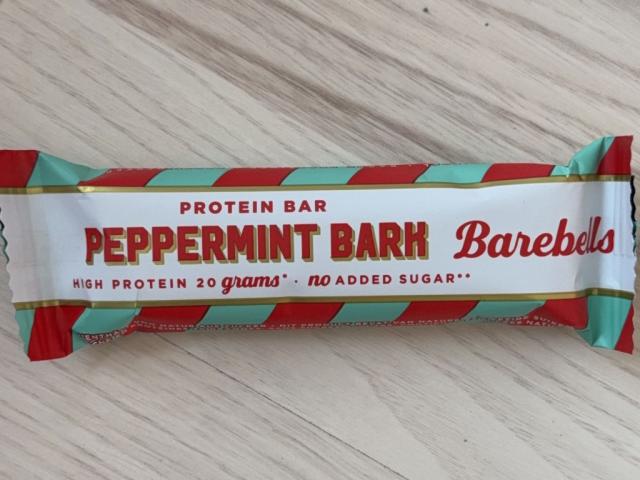 PROTEIN BAR
PEPPERMINT BARK
Barebells
HIGH PROTEIN 20 grams* · no ADDED SUGAR**